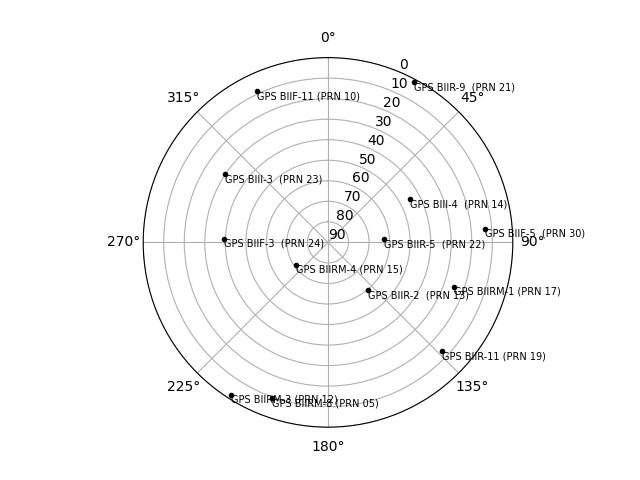 0°
0
GPS BIIR-9 (PRN 21)
10
GPS BIIF-11 (PRN 10)
315°
45°
20
30
40
50
60
GPS BIII-3 (PRN 23)
70
GPS BIII-4 (PRN 14)
80
90
GPS BIIF-5 (PRN 30)
270°
GPS BIIF-3 (PRN 24)
GPS BIIR-5 (PRN 22)
90°
GPS BIIRM-4 (PRN 15)
GPS BIIR-2 (PRN 13)
GPS BIIRM-1 (PRN 17)
GPS BIIR-11 (PRN 19)
225°
135°
GPS BIIRM-3 (PRN 12)
GPS BIIRM-8 (PRN 05)
180°